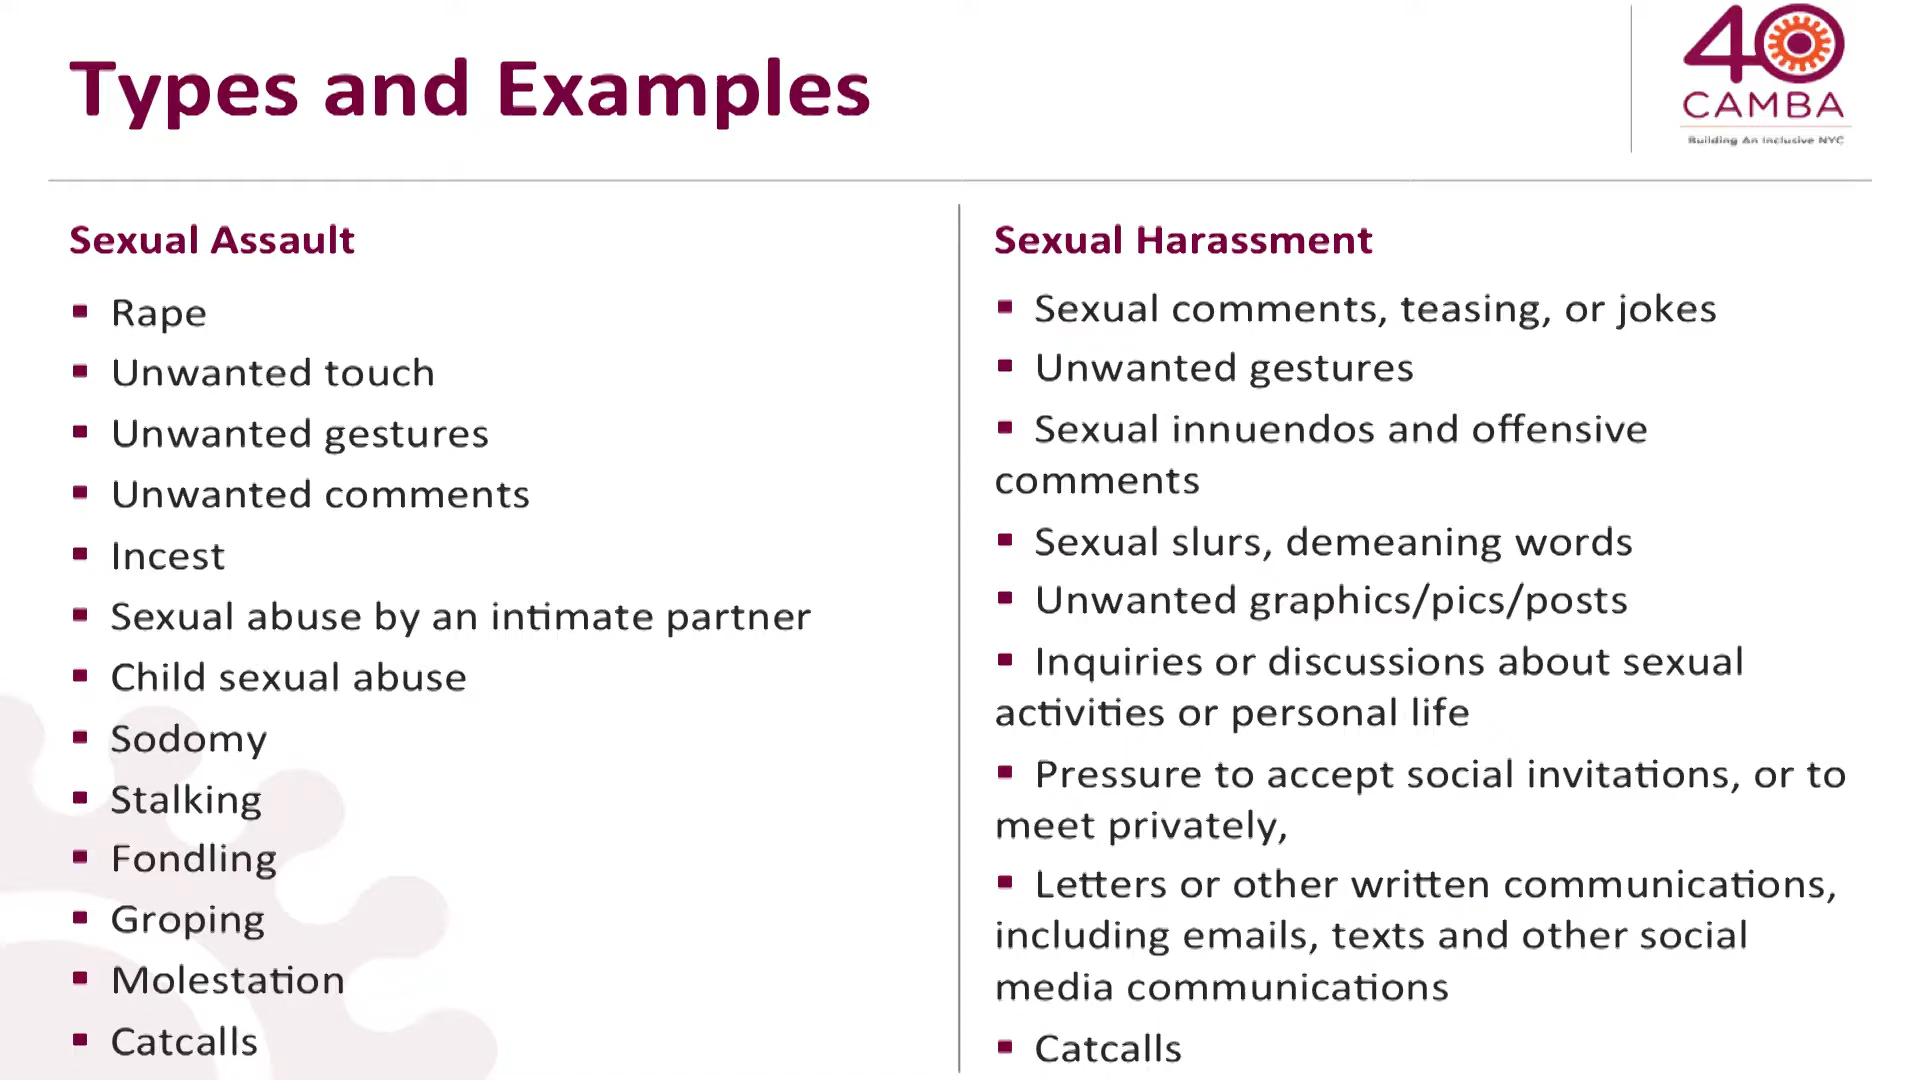 Types and Examples
40
CAMBA
Building An Inclusive NYC
Sexual Assault
▪ Rape
▪ Unwanted touch
▪ Unwanted gestures
▪ Unwanted comments
▪ Incest
▪ Sexual abuse by an intimate partner
▪ Child sexual abuse
▪ Sodomy
▪ Stalking
▪ Fondling
▪ Groping
▪ Molestation
▪ Catcalls
Sexual Harassment
▪ Sexual comments, teasing, or jokes
▪ Unwanted gestures
▪ Sexual innuendos and offensive
comments
▪ Sexual slurs, demeaning words
▪ Unwanted graphics/pics/posts
▪ Inquiries or discussions about sexual
activities or personal life
▪ Pressure to accept social invitations, or to
meet privately,
▪ Letters or other written communications,
including emails, texts and other social
media communications
▪ Catcalls